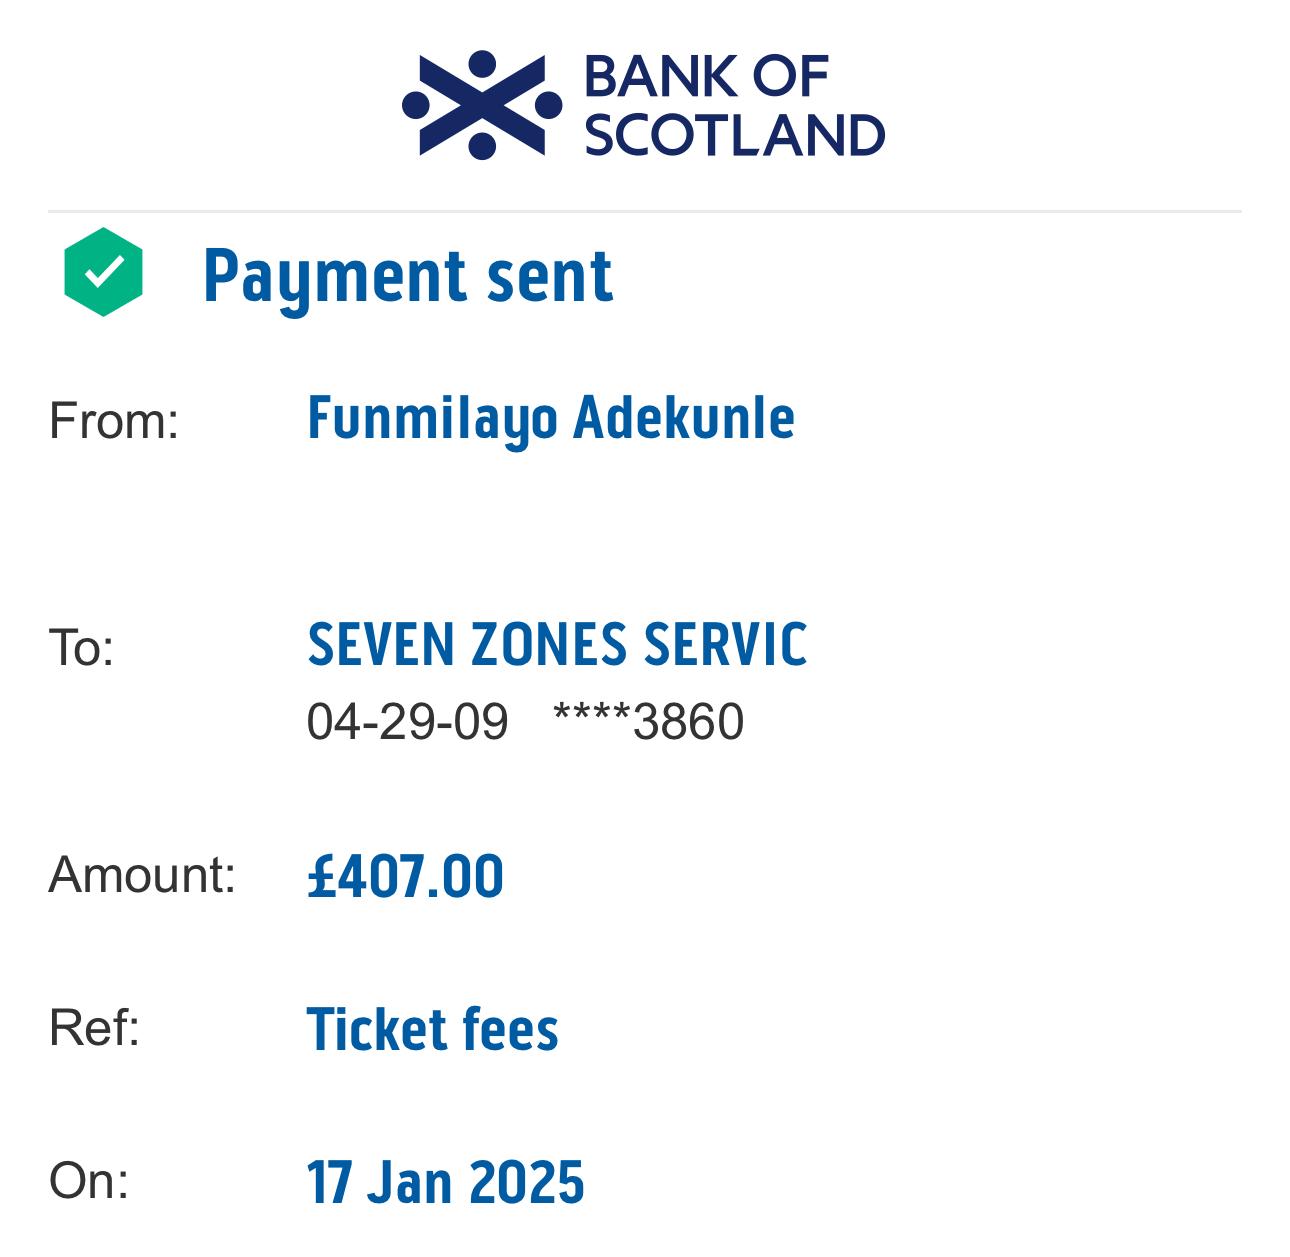 BANK OF
SCOTLAND
Payment sent
From: Funmilayo Adekunle
To: SEVEN ZONES SERVIC
04-29-09 ****3860
Amount: £407.00
Ref: Ticket fees
On: 17 Jan 2025